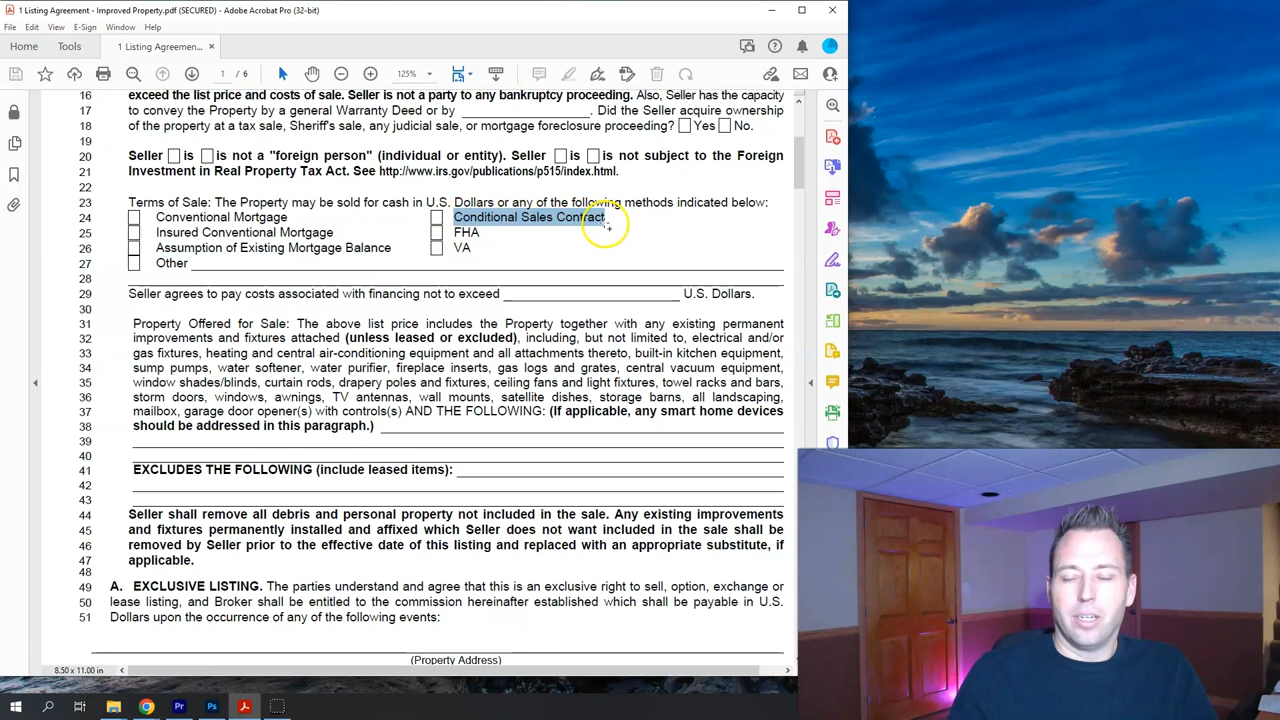 1 Listing Agreement - Improved Property.pdf (SECURED) - Adobe Acrobat Pro (32-bit)
File Edit View E-Sign Window Help
Home Tools 1 Listing Agreemen... ×
1 / 6 125%
16 exceed the list price and costs of sale. Seller is not a party to any bankruptcy proceeding. Also, Seller has the capacity
17 to convey the Property by a general Warranty Deed or by ____________________. Did the Seller acquire ownership
18 of the property at a tax sale, Sheriff's sale, any judicial sale, or mortgage foreclosure proceeding? Yes No.
19
20 Seller is is not a "foreign person" (individual or entity). Seller is is not subject to the Foreign
21 Investment in Real Property Tax Act. See http://www.irs.gov/publications/p515/index.html.
22
23 Terms of Sale: The Property may be sold for cash in U.S. Dollars or any of the following methods indicated below:
24 Conventional Mortgage Conditional Sales Contract
25 Insured Conventional Mortgage FHA
26 Assumption of Existing Mortgage Balance VA
27 Other
28
29 Seller agrees to pay costs associated with financing not to exceed ____________________ U.S. Dollars.
30
31 Property Offered for Sale: The above list price includes the Property together with any existing permanent
32 improvements and fixtures attached (unless leased or excluded), including, but not limited to, electrical and/or
33 gas fixtures, heating and central air-conditioning equipment and all attachments thereto, built-in kitchen equipment,
34 sump pumps, water softener, water purifier, fireplace inserts, gas logs and grates, central vacuum equipment,
35 window shades/blinds, curtain rods, drapery poles and fixtures, ceiling fans and light fixtures, towel racks and bars,
36 storm doors, windows, awnings, TV antennas, wall mounts, satellite dishes, storage barns, all landscaping,
37 mailbox, garage door opener(s) with controls(s) AND THE FOLLOWING: (If applicable, any smart home devices
38 should be addressed in this paragraph.)
39
40
41 EXCLUDES THE FOLLOWING (include leased items):
42
43
44 Seller shall remove all debris and personal property not included in the sale. Any existing improvements
45 and fixtures permanently installed and affixed which Seller does not want included in the sale shall be
46 removed by Seller prior to the effective date of this listing and replaced with an appropriate substitute, if
47 applicable.
48
49 A. EXCLUSIVE LISTING. The parties understand and agree that this is an exclusive right to sell, option, exchange or
50 lease listing, and Broker shall be entitled to the commission hereinafter established which shall be payable in U.S.
51 Dollars upon the occurrence of any of the following events:
(Property Address)
8.50 x 11.00 in